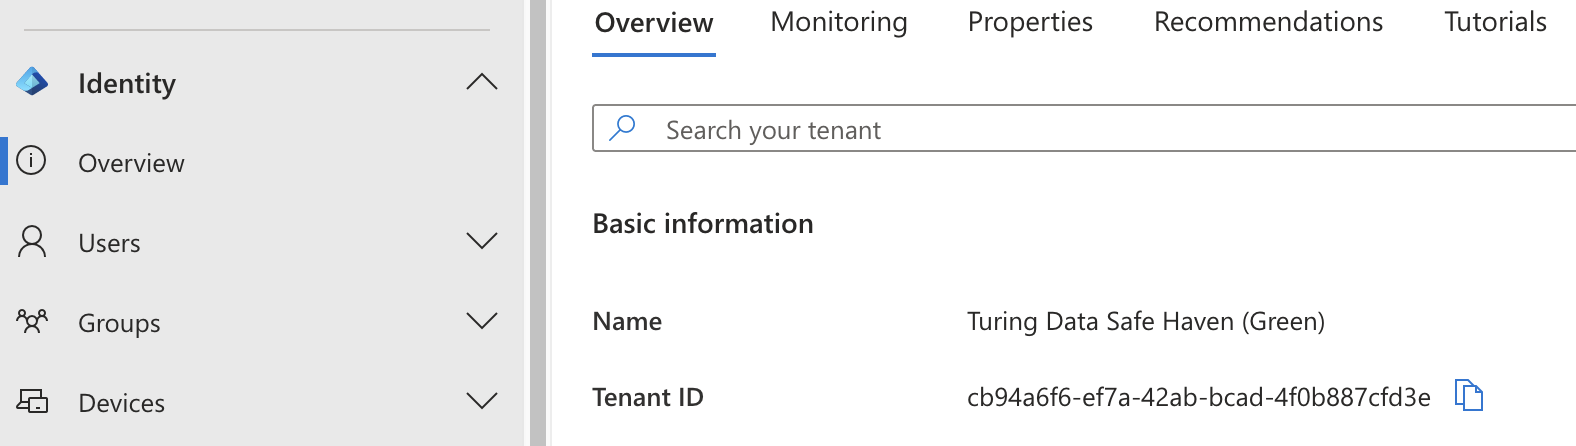 Identity
Overview
Users
Groups
Devices
Overview Monitoring Properties Recommendations Tutorials
Search your tenant
Basic information
Name Turing Data Safe Haven (Green)
Tenant ID cb94a6f6-ef7a-42ab-bcad-4f0b887cfd3e